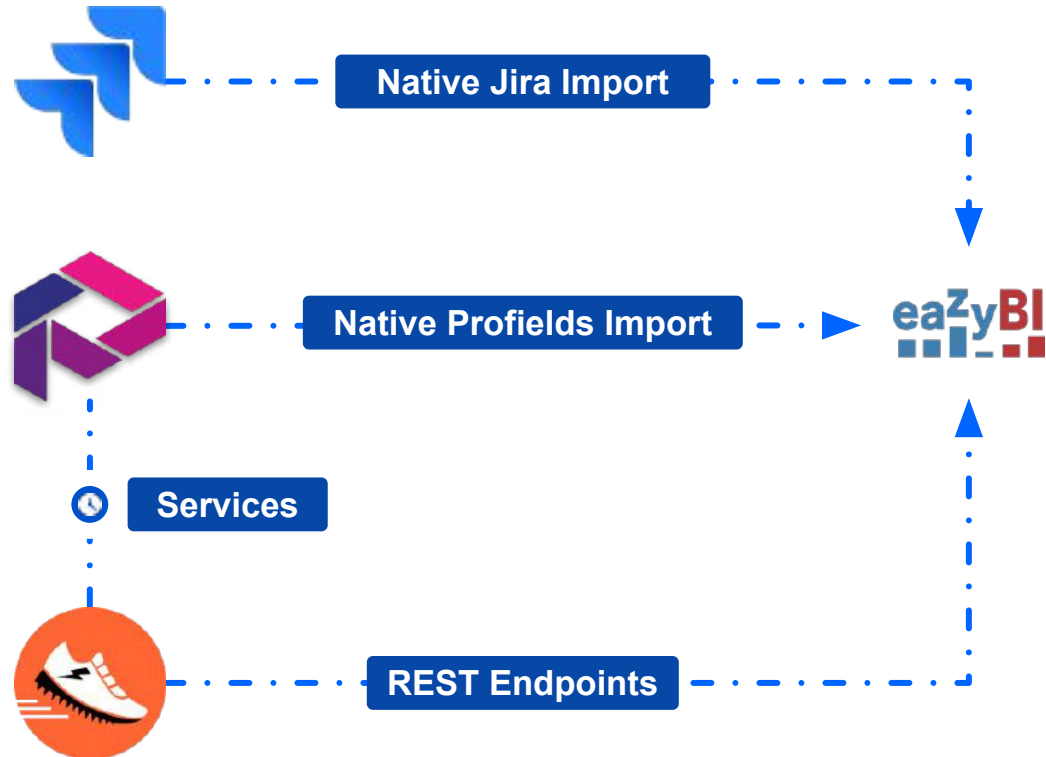 Native Jira Import
Native Profields Import
eazyBI
Services
REST Endpoints